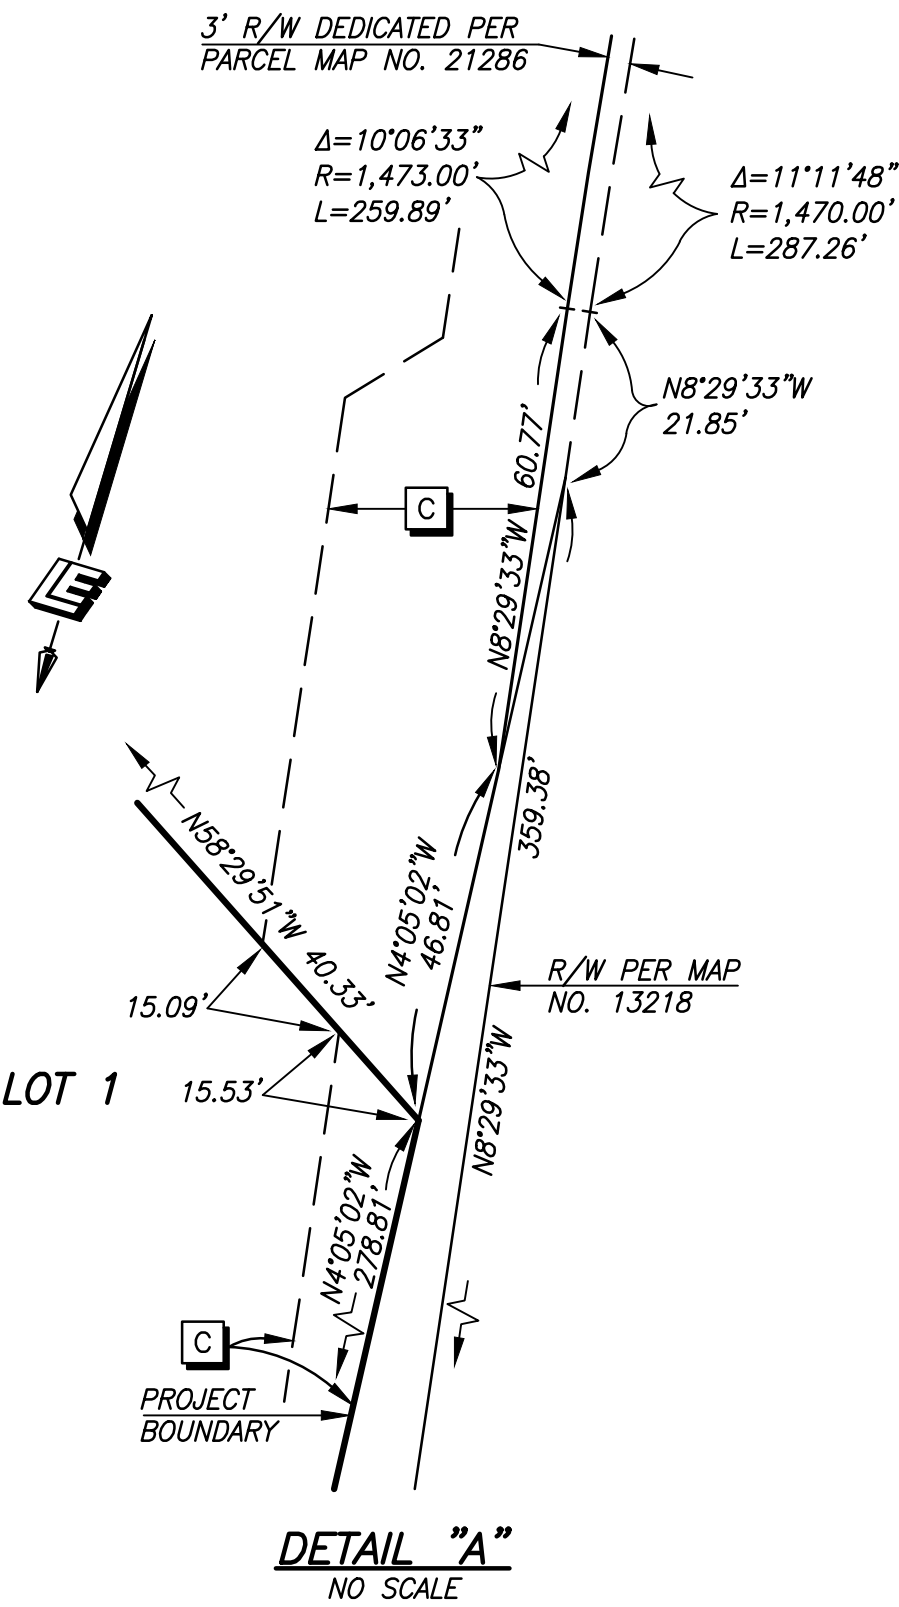 3' R/W DEDICATED PER
PARCEL MAP NO. 21286
Δ=10°06'33"
R=1,473.00'
L=259.89'
Δ=11°11'48"
R=1,470.00'
L=287.26'
N8°29'33"W
21.85'
60.77'
N8°29'33"W
C
E
359.38'
N58°29'51"W 40.33'
N4°05'02"W
46.81'
R/W PER MAP
NO. 13218
15.09'
15.53'
LOT 1
N8°29'33"W
N4°05'02"W
278.81'
C
PROJECT
BOUNDARY
DETAIL "A"
NO SCALE